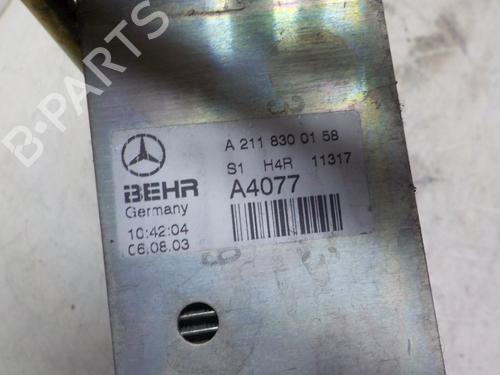 B-PARTS
A 211 830 01 58
S1 H4R 11317
BEHR
A4077
Germany
10:42:04
06.08.03